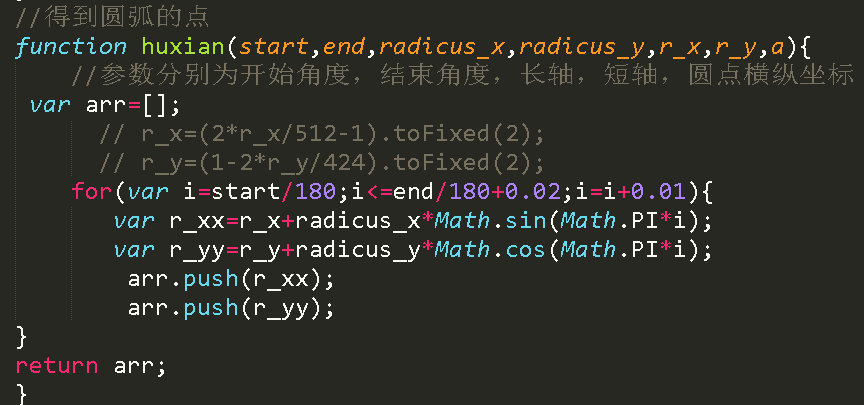 //得到圆弧的点
function huxian(start,end,radicus_x,radicus_y,r_x,r_y,a){
//参数分别为开始角度, 结束角度, 长轴, 短轴, 圆点横纵坐标
var arr=[];
// r_x=(2*r_x/512-1).toFixed(2);
// r_y=(1-2*r_y/424).toFixed(2);
for(var i=start/180;i<=end/180+0.02;i=i+0.01){
var r_xx=r_x+radicus_x*Math.sin(Math.PI*i);
var r_yy=r_y+radicus_y*Math.cos(Math.PI*i);
arr.push(r_xx);
arr.push(r_yy);
}
return arr;
}